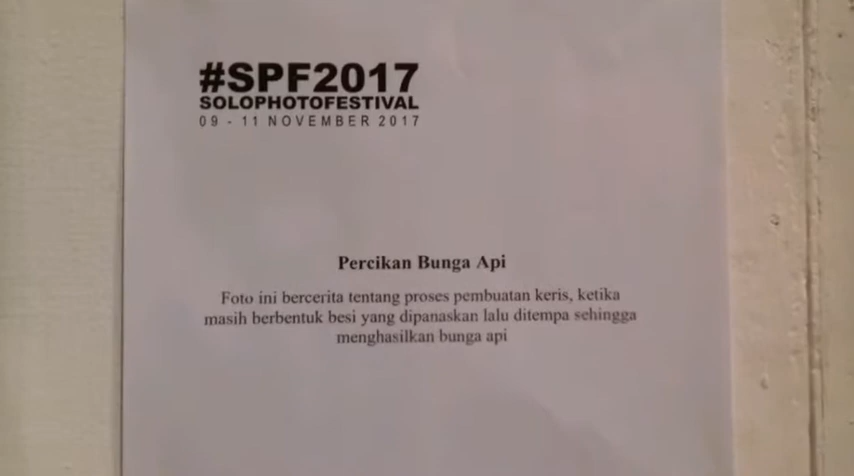 #SPF2017
SOLOPHOTOFESTIVAL
09 - 11 NOVEMBER 2017
Percikan Bunga Api
Foto ini bercerita tentang proses pembuatan keris, ketika
masih berbentuk besi yang dipanaskan lalu ditempa sehingga
menghasilkan bunga api